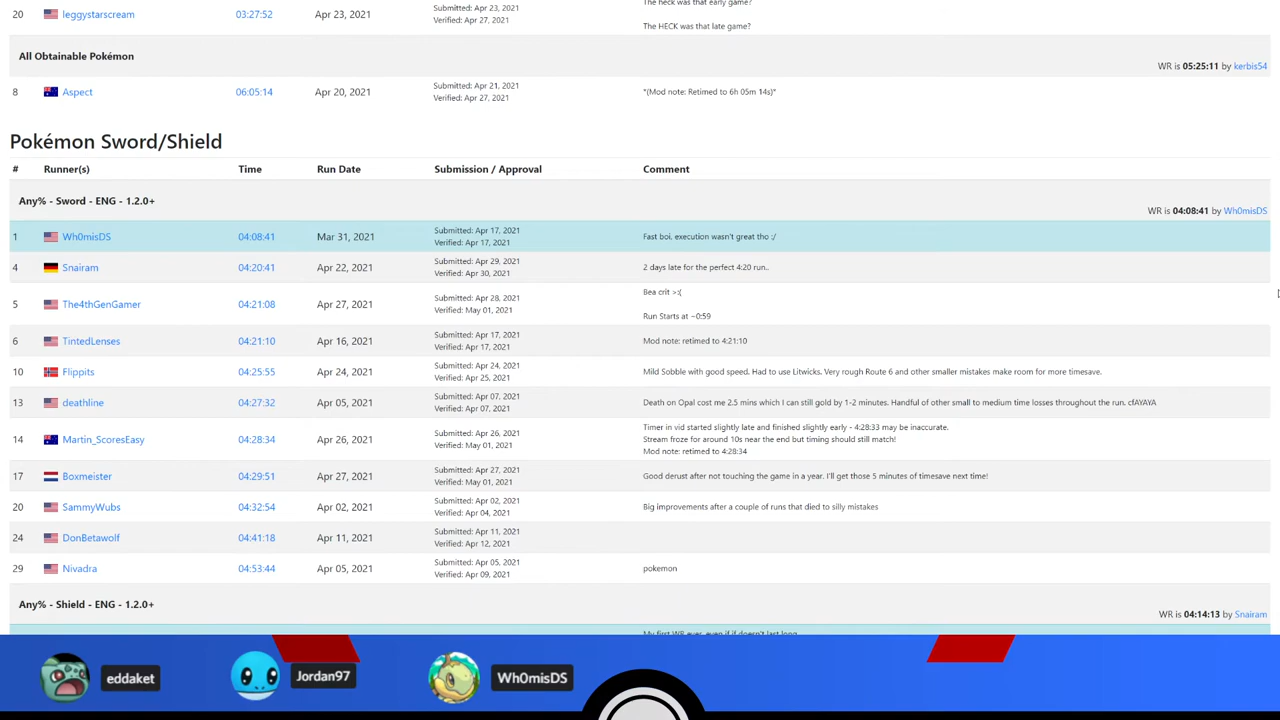 The heck was that early game?
20 leggystarscream 03:27:52 Apr 23, 2021 Submitted: Apr 23, 2021
Verified: Apr 27, 2021
The HECK was that late game?
All Obtainable Pokémon
WR is 05:25:11 by kerbis54
8 Aspect 06:05:14 Apr 20, 2021 Submitted: Apr 21, 2021
Verified: Apr 27, 2021
*(Mod note: Retimed to 6h 05m 14s)*
Pokémon Sword/Shield
# Runner(s) Time Run Date Submission / Approval Comment
Any% - Sword - ENG - 1.2.0+
WR is 04:08:41 by Wh0misDS
1 Wh0misDS 04:08:41 Mar 31, 2021 Submitted: Apr 17, 2021
Verified: Apr 17, 2021
Fast boi, execution wasn't great tho :/
4 Snairam 04:20:41 Apr 22, 2021 Submitted: Apr 29, 2021
Verified: Apr 30, 2021
2 days late for the perfect 4:20 run..
5 The4thGenGamer 04:21:08 Apr 27, 2021 Submitted: Apr 28, 2021
Verified: May 01, 2021
Bea crit >:(
Run Starts at ~0:59
6 TintedLenses 04:21:10 Apr 16, 2021 Submitted: Apr 17, 2021
Verified: Apr 17, 2021
Mod note: retimed to 4:21:10
10 Flippits 04:25:55 Apr 24, 2021 Submitted: Apr 24, 2021
Verified: Apr 25, 2021
Mild Sobble with good speed. Had to use Litwicks. Very rough Route 6 and other smaller mistakes make room for more timesave.
13 deathline 04:27:32 Apr 05, 2021 Submitted: Apr 07, 2021
Verified: Apr 07, 2021
Death on Opal cost me 2.5 mins which I can still gold by 1-2 minutes. Handful of other small to medium time losses throughout the run. cfAYAYA
14 Martin_ScoresEasy 04:28:34 Apr 26, 2021 Submitted: Apr 26, 2021
Verified: May 01, 2021
Timer in vid started slightly late and finished slightly early - 4:28:33 may be inaccurate.
Stream froze for around 10s near the end but timing should still match!
Mod note: retimed to 4:28:34
17 Boxmeister 04:29:51 Apr 27, 2021 Submitted: Apr 27, 2021
Verified: May 01, 2021
Good derust after not touching the game in a year. I'll get those 5 minutes of timesave next time!
20 SammyWubs 04:32:54 Apr 02, 2021 Submitted: Apr 02, 2021
Verified: Apr 04, 2021
Big improvements after a couple of runs that died to silly mistakes
24 DonBetawolf 04:41:18 Apr 11, 2021 Submitted: Apr 11, 2021
Verified: Apr 12, 2021
29 Nivadra 04:53:44 Apr 05, 2021 Submitted: Apr 05, 2021
Verified: Apr 09, 2021
pokemon
Any% - Shield - ENG - 1.2.0+
WR is 04:14:13 by Snairam
My first WR ever, even if if doesn't last long
eddaket Jordan97 Wh0misDS